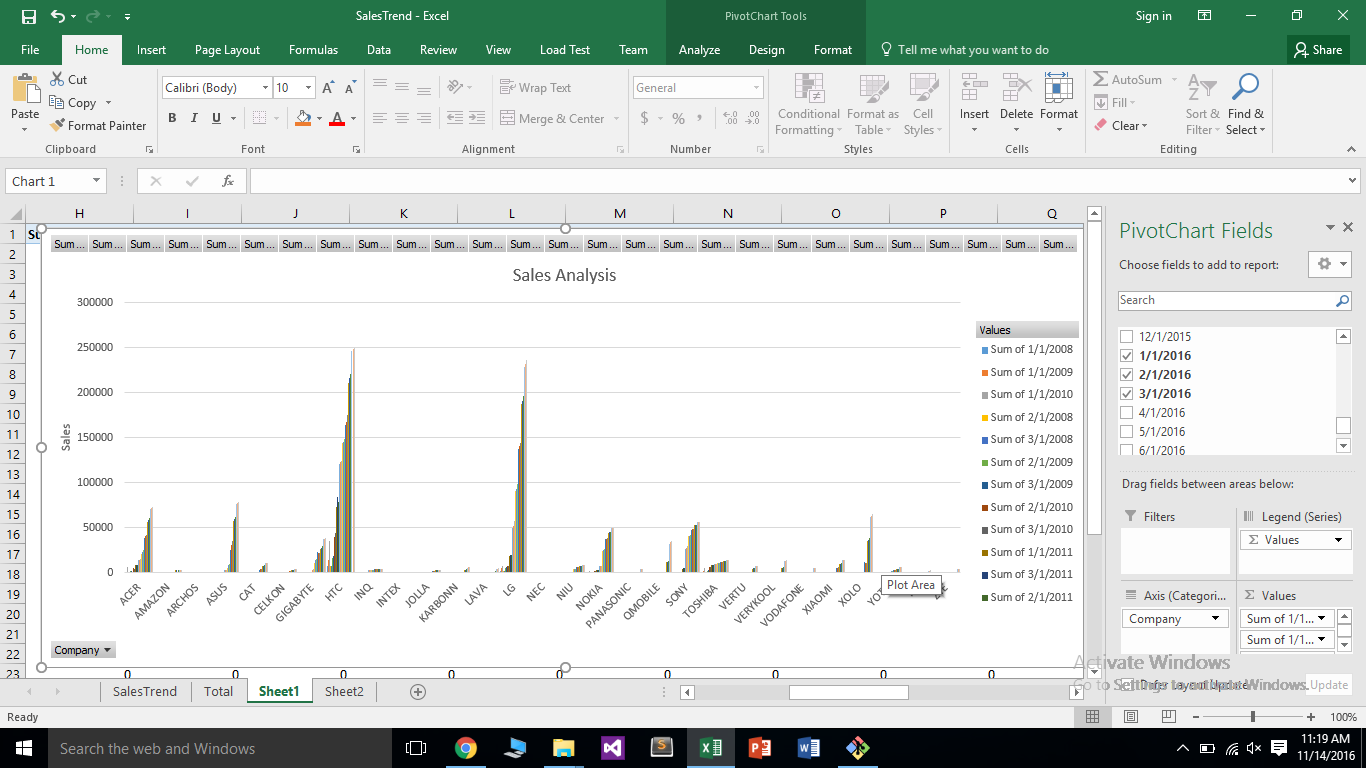 SalesTrend - Excel
PivotChart Tools
Sign in
File Home Insert Page Layout Formulas Data Review View Load Test Team Analyze Design Format Tell me what you want to do Share
Paste
Cut
Copy
Format Painter
Clipboard
Calibri (Body) 10
B I U
Font
Wrap Text
Merge & Center
Alignment
General
$ % ,
Number
Conditional Formatting
Format as Table
Cell Styles
Styles
Insert Delete Format
Cells
AutoSum
Fill
Clear
Sort & Filter
Find & Select
Editing
Chart 1
fx
H I J K L M N O P Q
1
2
3
4
5
6
7
8
9
10
11
12
13
14
15
16
17
18
19
20
21
22
23
Sum ... Sum ... Sum ... Sum ... Sum ... Sum ... Sum ... Sum ... Sum ... Sum ... Sum ... Sum ... Sum ... Sum ... Sum ... Sum ... Sum ... Sum ... Sum ... Sum ... Sum ... Sum ... Sum ... Sum ... Sum ... Sum ... Sum ...
Sales Analysis
Sales
300000
250000
200000
150000
100000
50000
0
ACER AMAZON ARCHOS ASUS CAT CELKON GIGABYTE HTC INQ INTEX JOLLA KARBONN LAVA LG NEC NIU NOKIA PANASONIC QMOBILE SONY TOSHIBA VERTU VERYKOOL VODAFONE XIAOMI XOLO
Plot Area
Company
Values
Sum of 1/1/2008
Sum of 1/1/2009
Sum of 1/1/2010
Sum of 2/1/2008
Sum of 3/1/2008
Sum of 2/1/2009
Sum of 3/1/2009
Sum of 2/1/2010
Sum of 3/1/2010
Sum of 1/1/2011
Sum of 3/1/2011
Sum of 2/1/2011
0 0 0 0 0 0 0 0 0
PivotChart Fields
Choose fields to add to report:
Search
12/1/2015
1/1/2016
2/1/2016
3/1/2016
4/1/2016
5/1/2016
6/1/2016
Drag fields between areas below:
Filters
Legend (Series)
Σ Values
Axis (Categori...
Company
Σ Values
Sum of 1/1...
Sum of 1/1...
Defer Layout Update
Update
Activate Windows
Go to Settings to activate Windows.
SalesTrend Total Sheet1 Sheet2
Ready
100%
Search the web and Windows
11:19 AM
11/14/2016